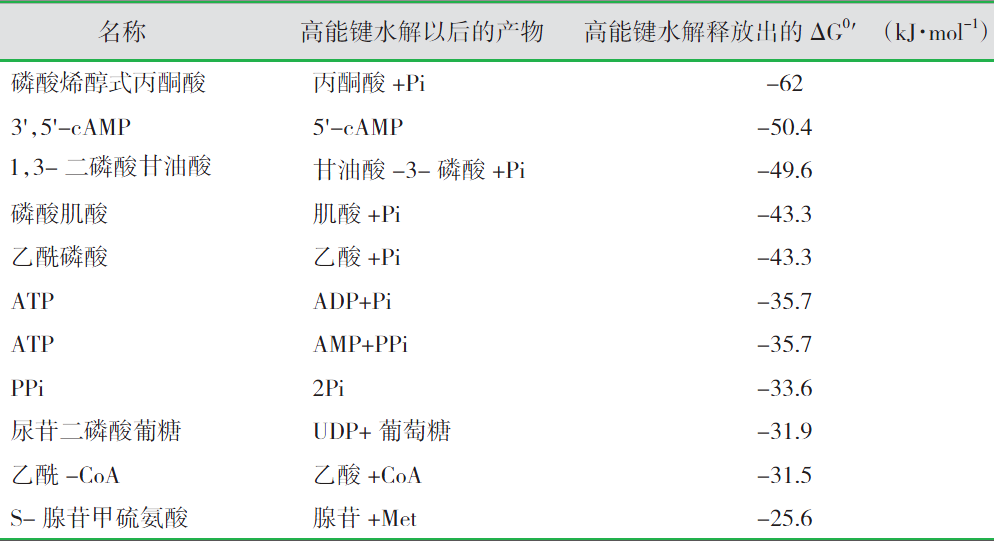 名称 高能键水解以后的产物 高能键水解释放出的 ΔG⁰′ （kJ·mol⁻¹）
磷酸烯醇式丙酮酸 丙酮酸 +Pi -62
3',5'-cAMP 5'-cAMP -50.4
1,3- 二磷酸甘油酸 甘油酸 -3- 磷酸 +Pi -49.6
磷酸肌酸 肌酸 +Pi -43.3
乙酰磷酸 乙酸 +Pi -43.3
ATP ADP+Pi -35.7
ATP AMP+PPi -35.7
PPi 2Pi -33.6
尿苷二磷酸葡糖 UDP+ 葡萄糖 -31.9
乙酰 -CoA 乙酸 +CoA -31.5
S- 腺苷甲硫氨酸 腺苷 +Met -25.6